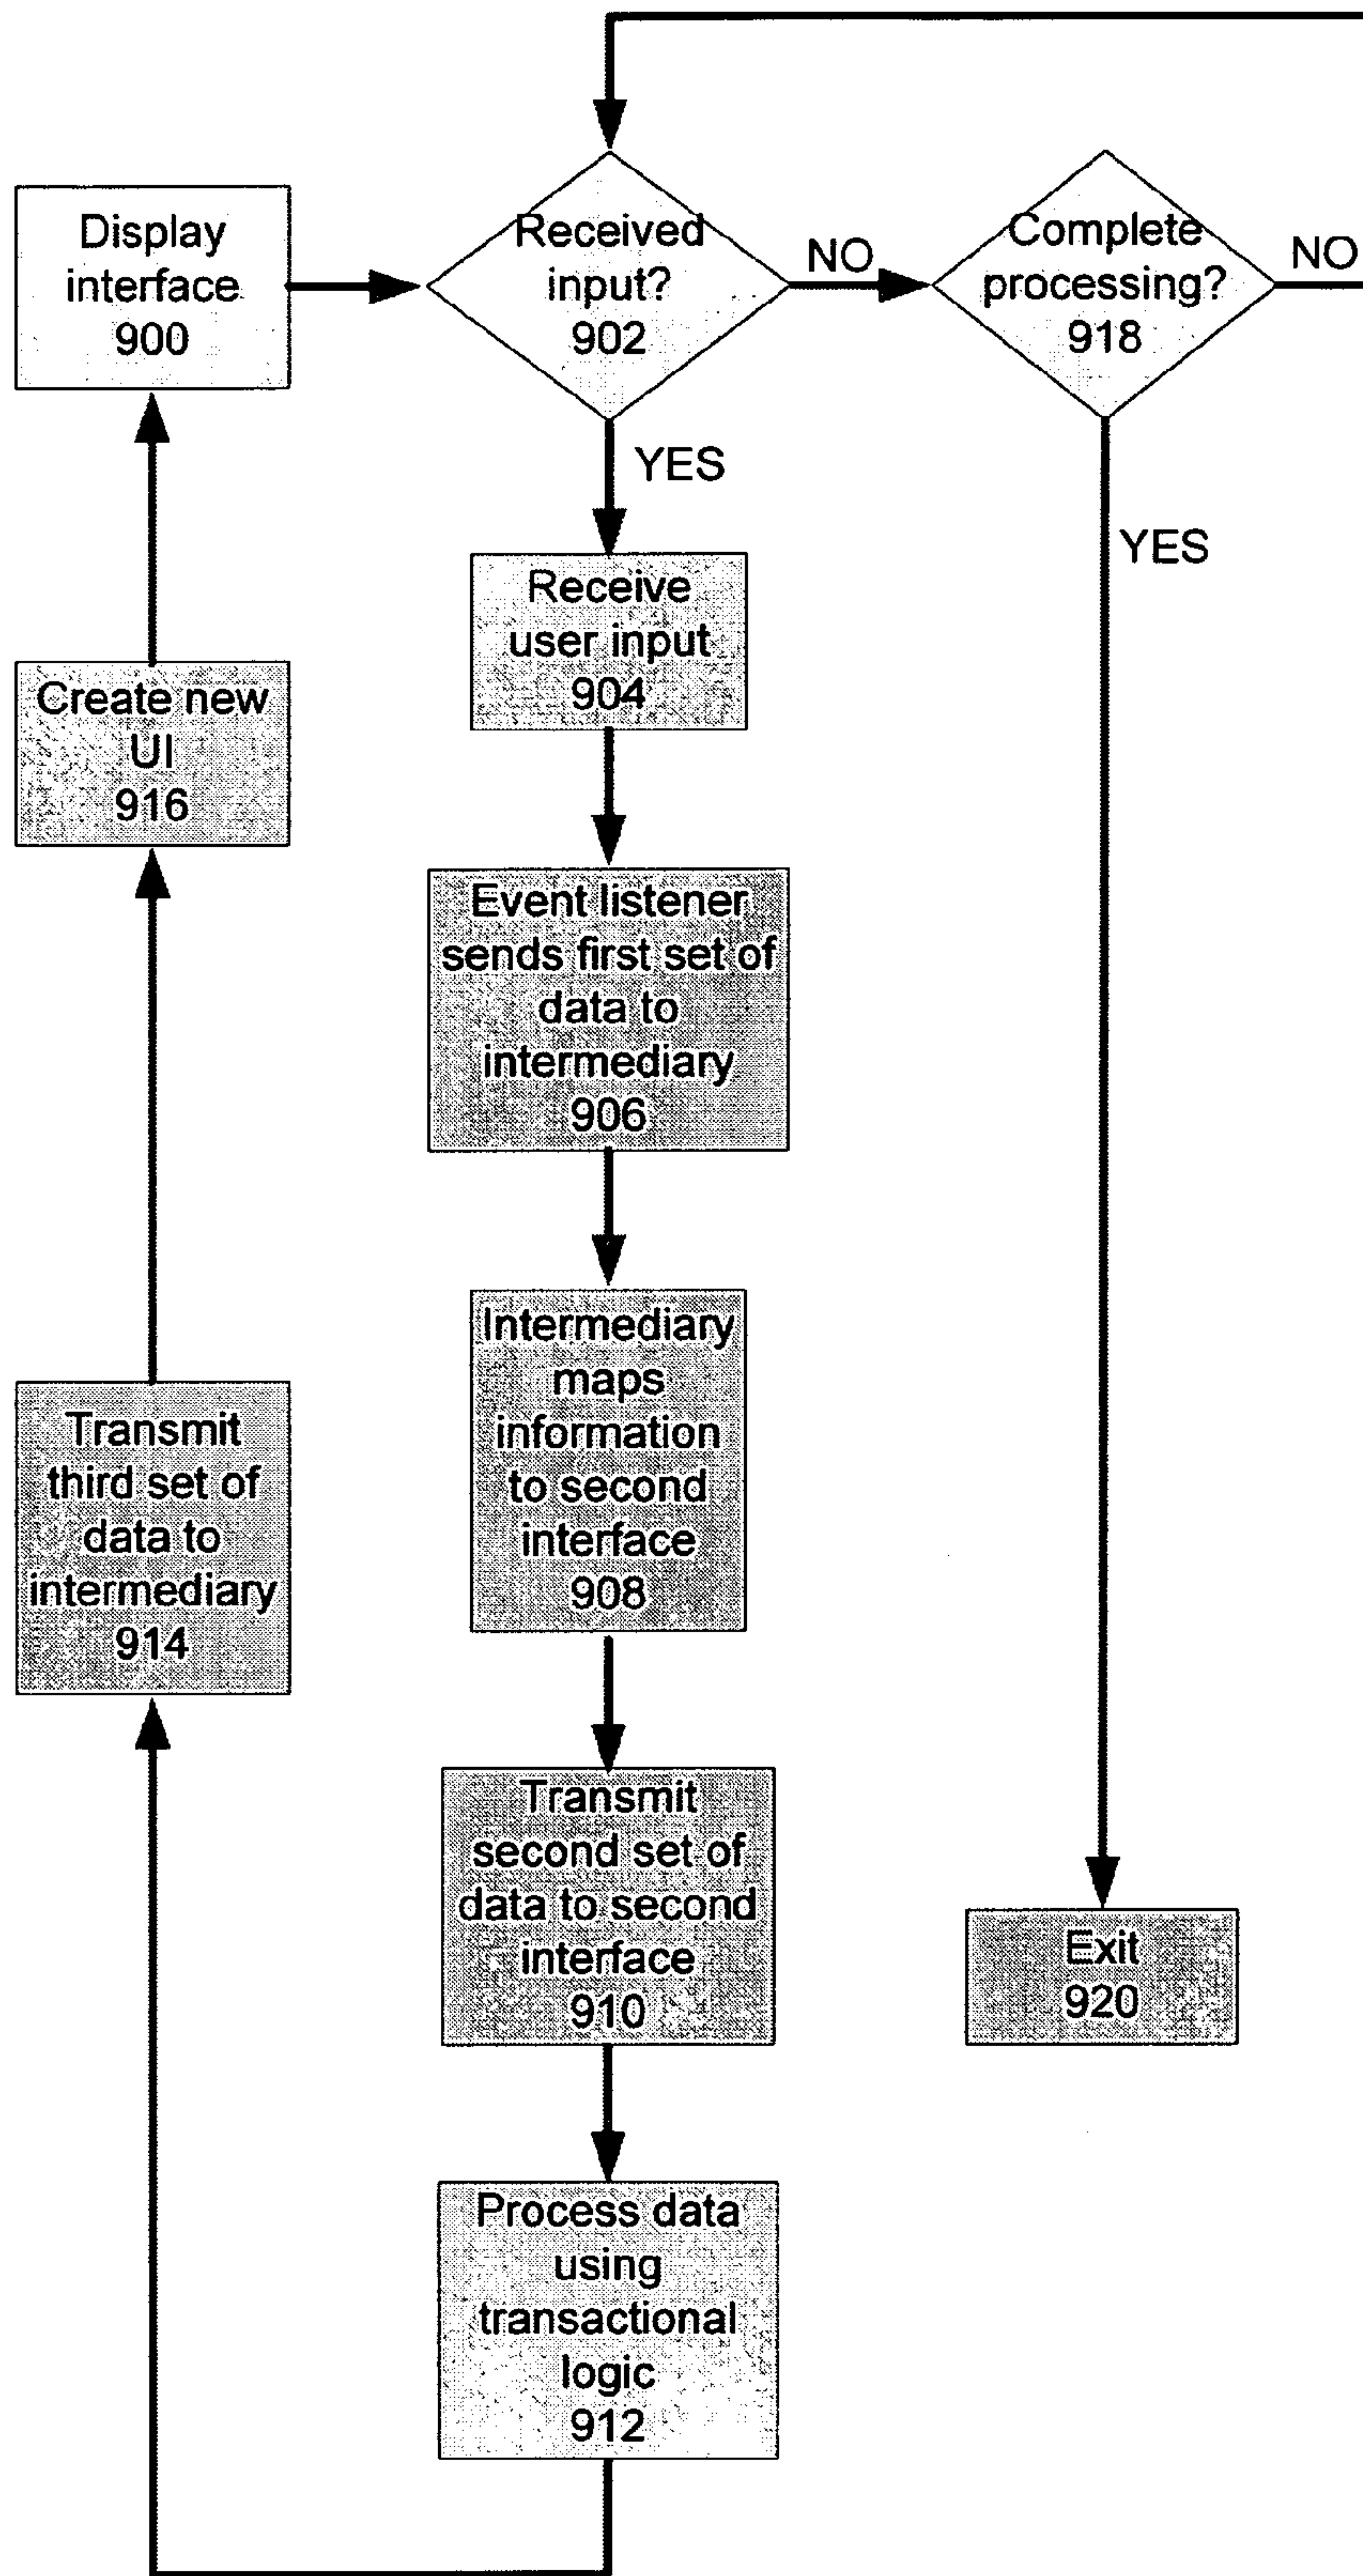 Display
interface
900
Received
input?
902
NO
Complete
processing?
918
NO
YES
YES
Receive
user input
904
Create new
UI
916
Event listener
sends first set of
data to
intermediary
906
Intermediary
maps
information
to second
interface
908
Transmit
third set of
data to
intermediary
914
Transmit
second set of
data to second
interface
910
Exit
920
Process data
using
transactional
logic
912